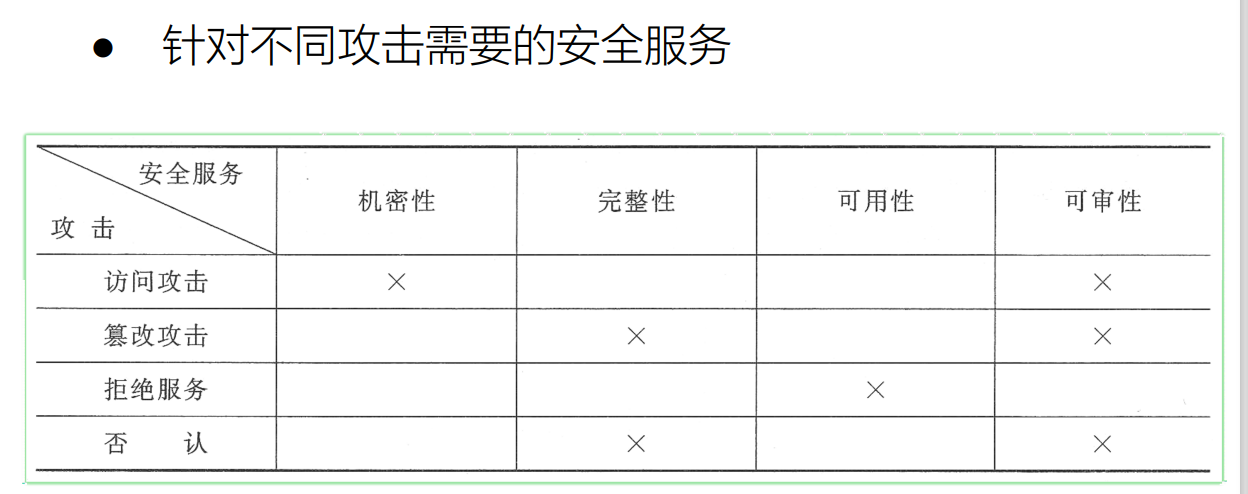 ● 针对不同攻击需要的安全服务
安全服务
攻 击 机密性 完整性 可用性 可审性
访问攻击 × ×
篡改攻击 × ×
拒绝服务 ×
否 认 × ×